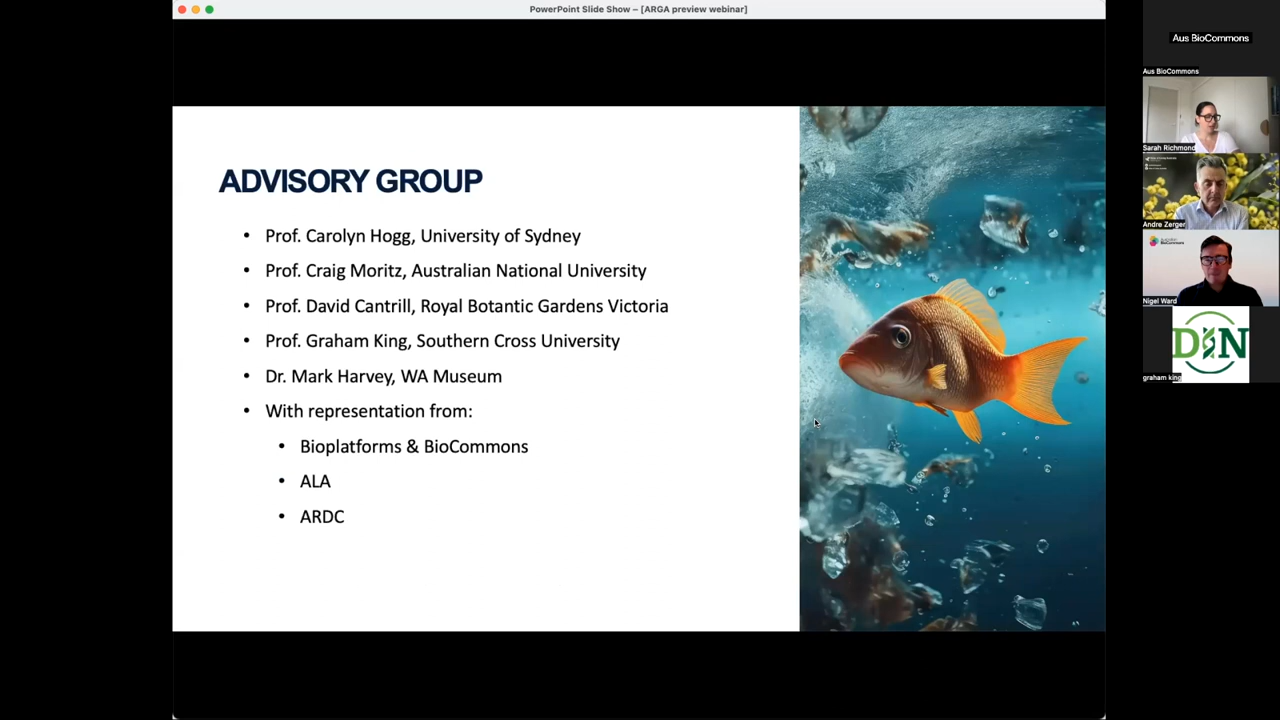 PowerPoint Slide Show – [ARGA preview webinar]
ADVISORY GROUP
• Prof. Carolyn Hogg, University of Sydney
• Prof. Craig Moritz, Australian National University
• Prof. David Cantrill, Royal Botantic Gardens Victoria
• Prof. Graham King, Southern Cross University
• Dr. Mark Harvey, WA Museum
• With representation from:
• Bioplatforms & BioCommons
• ALA
• ARDC
Aus BioCommons
Aus BioCommons
Sarah Richmond
Andre Zerger
BioCommons
Nigel Ward
DN
graham king